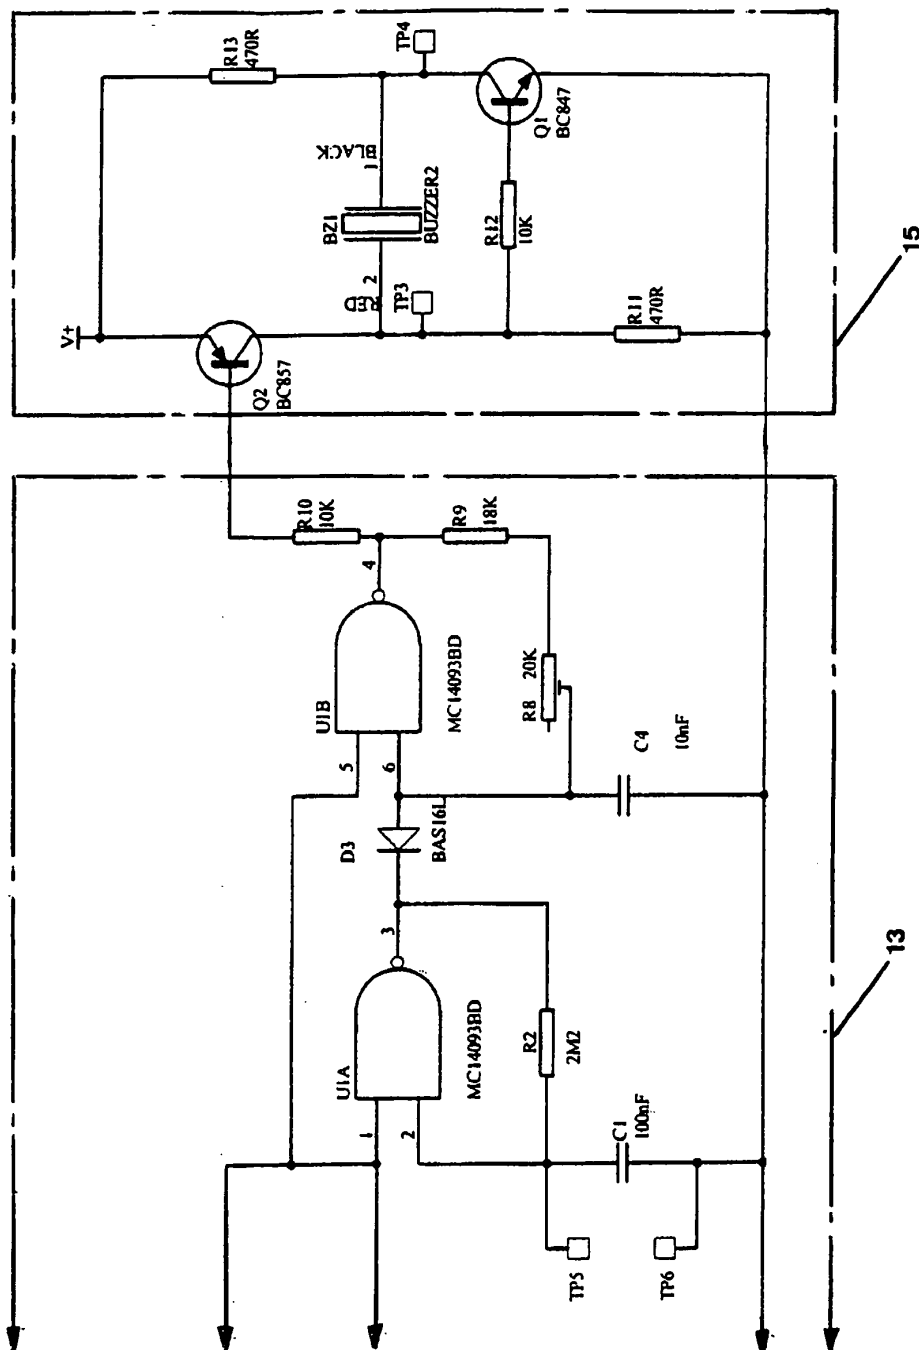 R13
470R
TP4
Q1
BC847
BLACK
1
BZ1
BUZZER2
R12
10K
2
RED
TP3
V+
R11
470R
Q2
BC857
15
R10
10K
R9
18K
4
U1B
MC14093BD
R8 20K
5
6
C4
10nF
D3
BAS16L
3
U1A
MC14093BD
R2
2M2
13
1
2
C1
100nF
TP5
TP6